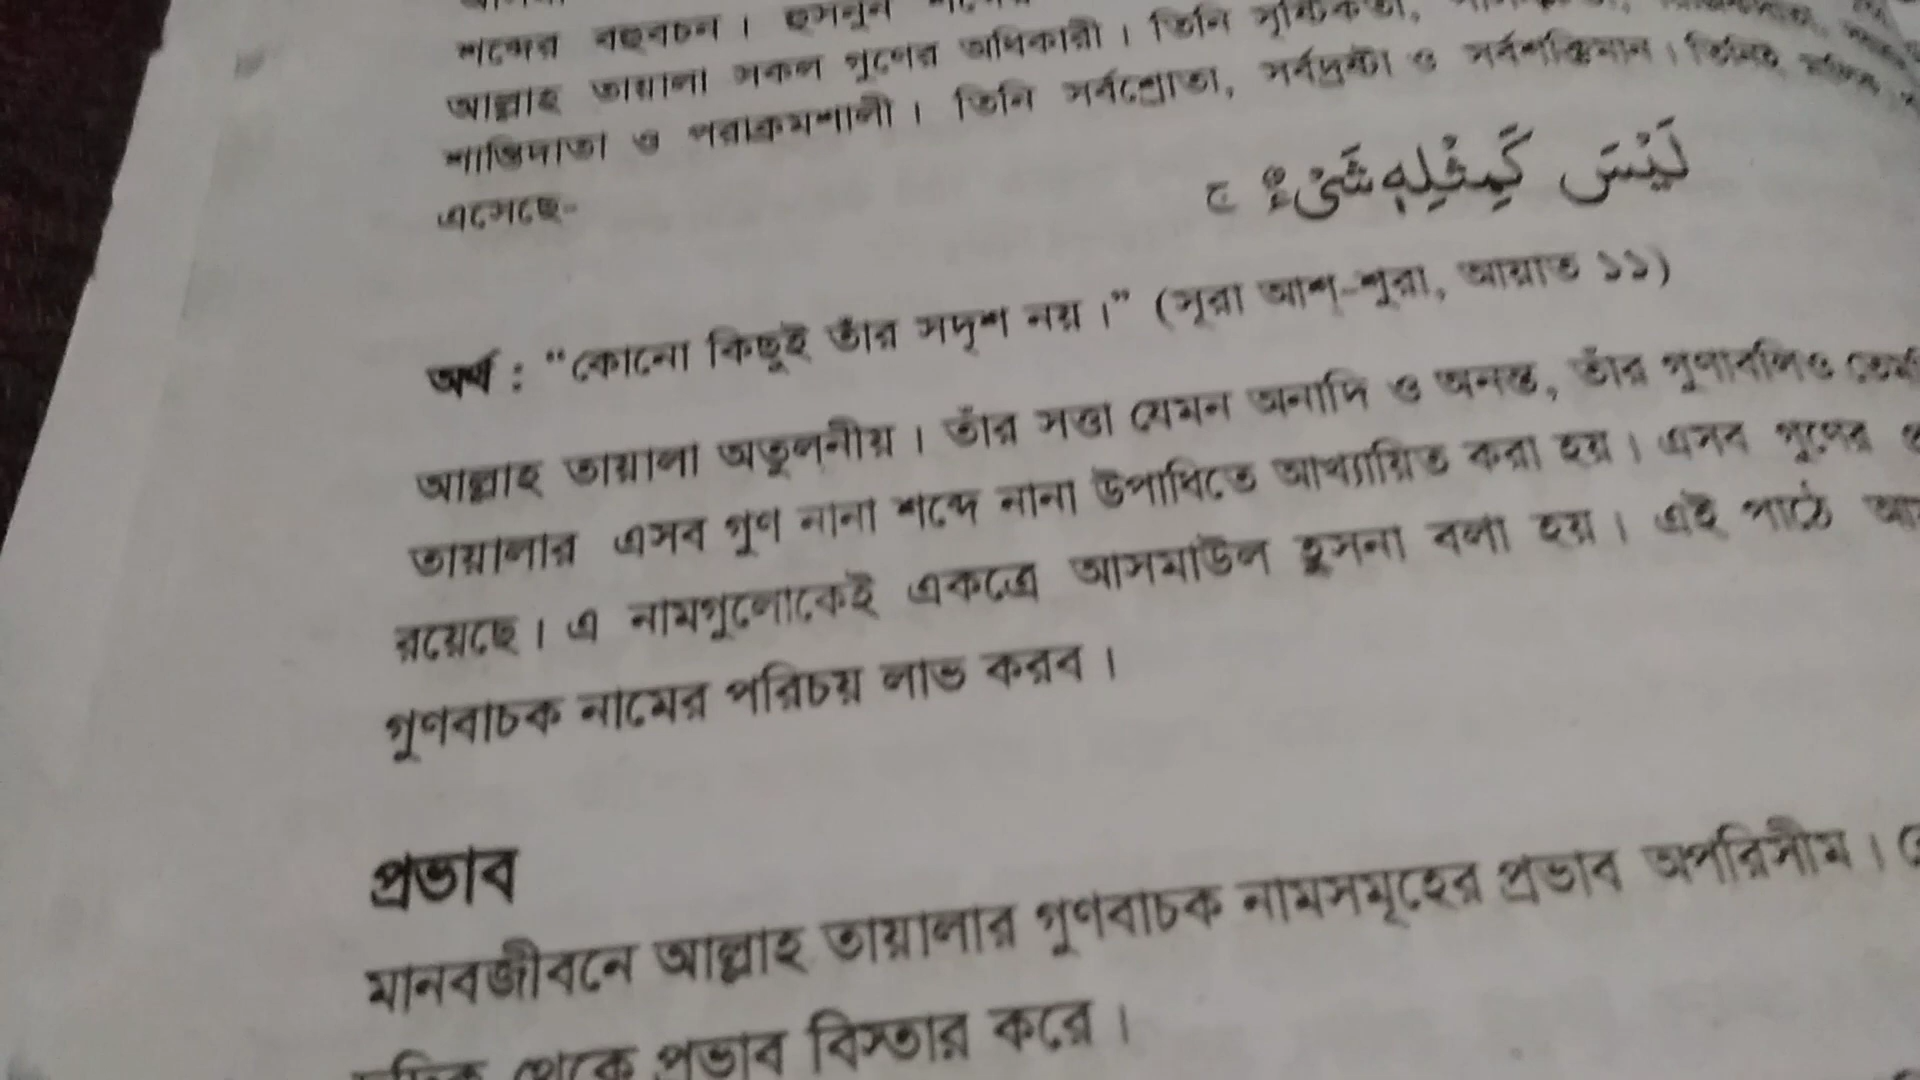 শব্দের বহুবচন । হুসনুন
আল্লাহ তায়ালা সকল গুণের অধিকারী । তিনি সৃষ্টিকর্তা,
শাস্তিদাতা ও পরাক্রমশালী । তিনি সর্বশ্রোতা, সর্বদ্রষ্টা ও সর্বশক্তিমান ।
এসেছে-
لَيْسَ كَمِثْلِهٖ شَىْءٌ ج
অর্থ : “কোনো কিছুই তাঁর সদৃশ নয় ।” (সূরা আশ্-শূরা, আয়াত ১১)
আল্লাহ তায়ালা অতুলনীয় । তাঁর সত্তা যেমন অনাদি ও অনন্ত, তাঁর গুণাবলিও
তায়ালার এসব গুণ নানা শব্দে নানা উপাধিতে আখ্যায়িত করা হয় । এসব গুণের
রয়েছে । এ নামগুলোকেই একত্রে আসমাউল হুসনা বলা হয় । এই পাঠে
গুণবাচক নামের পরিচয় লাভ করব ।
প্রভাব
মানবজীবনে আল্লাহ তায়ালার গুণবাচক নামসমূহের প্রভাব অপরিসীম ।
থেকে প্রভাব বিস্তার করে ।